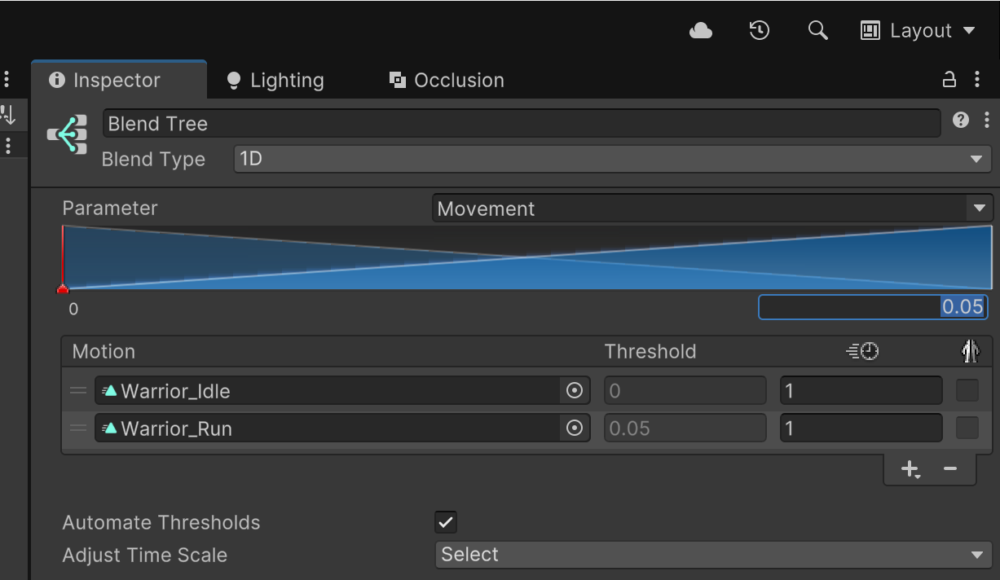 Layout
Inspector Lighting Occlusion
Blend Tree
Blend Type 1D
Parameter Movement
0 0.05
Motion Threshold
Warrior_Idle 0 1
Warrior_Run 0.05 1
Automate Thresholds
Adjust Time Scale Select